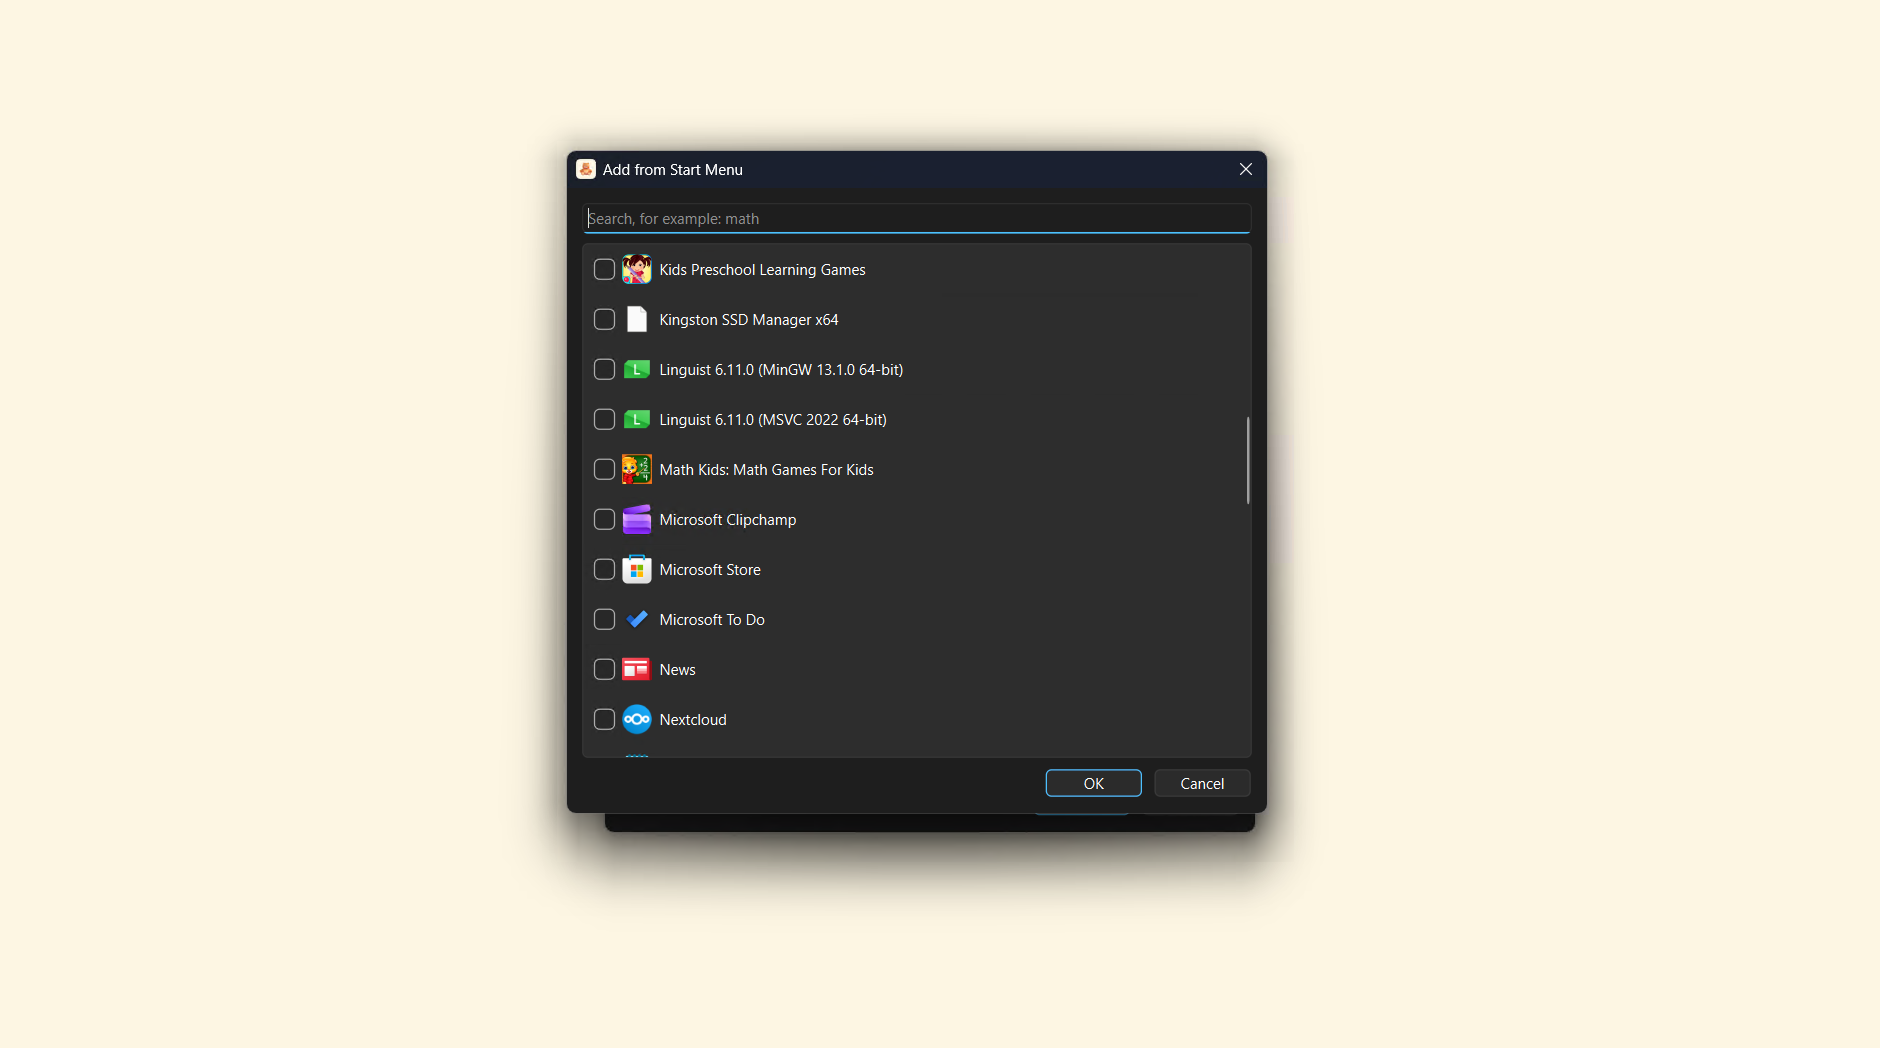 Add from Start Menu
Search, for example: math
Kids Preschool Learning Games
Kingston SSD Manager x64
L Linguist 6.11.0 (MinGW 13.1.0 64-bit)
L Linguist 6.11.0 (MSVC 2022 64-bit)
Math Kids: Math Games For Kids
Microsoft Clipchamp
Microsoft Store
Microsoft To Do
News
Nextcloud
OK Cancel